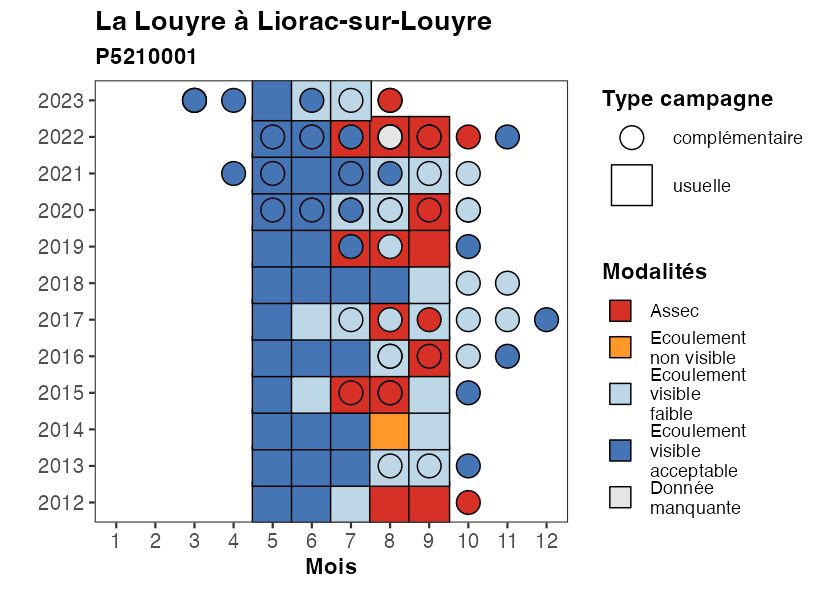 La Louyre à Liorac-sur-Louyre
P5210001
2023
2022
2021
2020
2019
2018
2017
2016
2015
2014
2013
2012
1 2 3 4 5 6 7 8 9 10 11 12
Mois
Type campagne
complémentaire
usuelle
Modalités
Assec
Ecoulement
non visible
Ecoulement
visible
faible
Ecoulement
visible
acceptable
Donnée
manquante